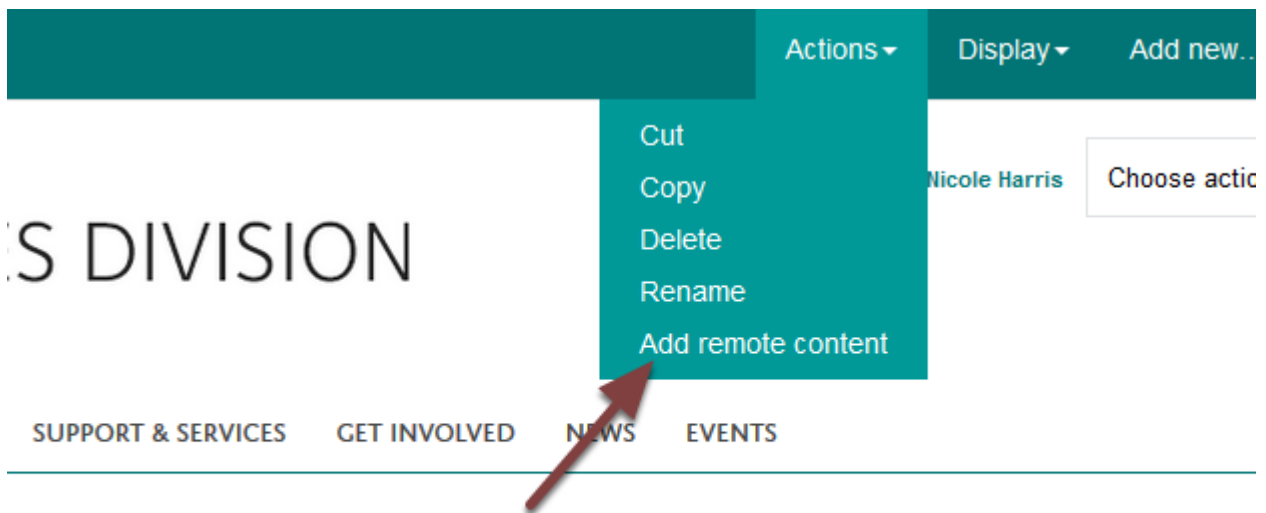 Actions Display Add new..
Cut
Copy
Nicole Harris Choose actio
Delete
S DIVISION
Rename
Add remote content
SUPPORT & SERVICES GET INVOLVED NEWS EVENTS